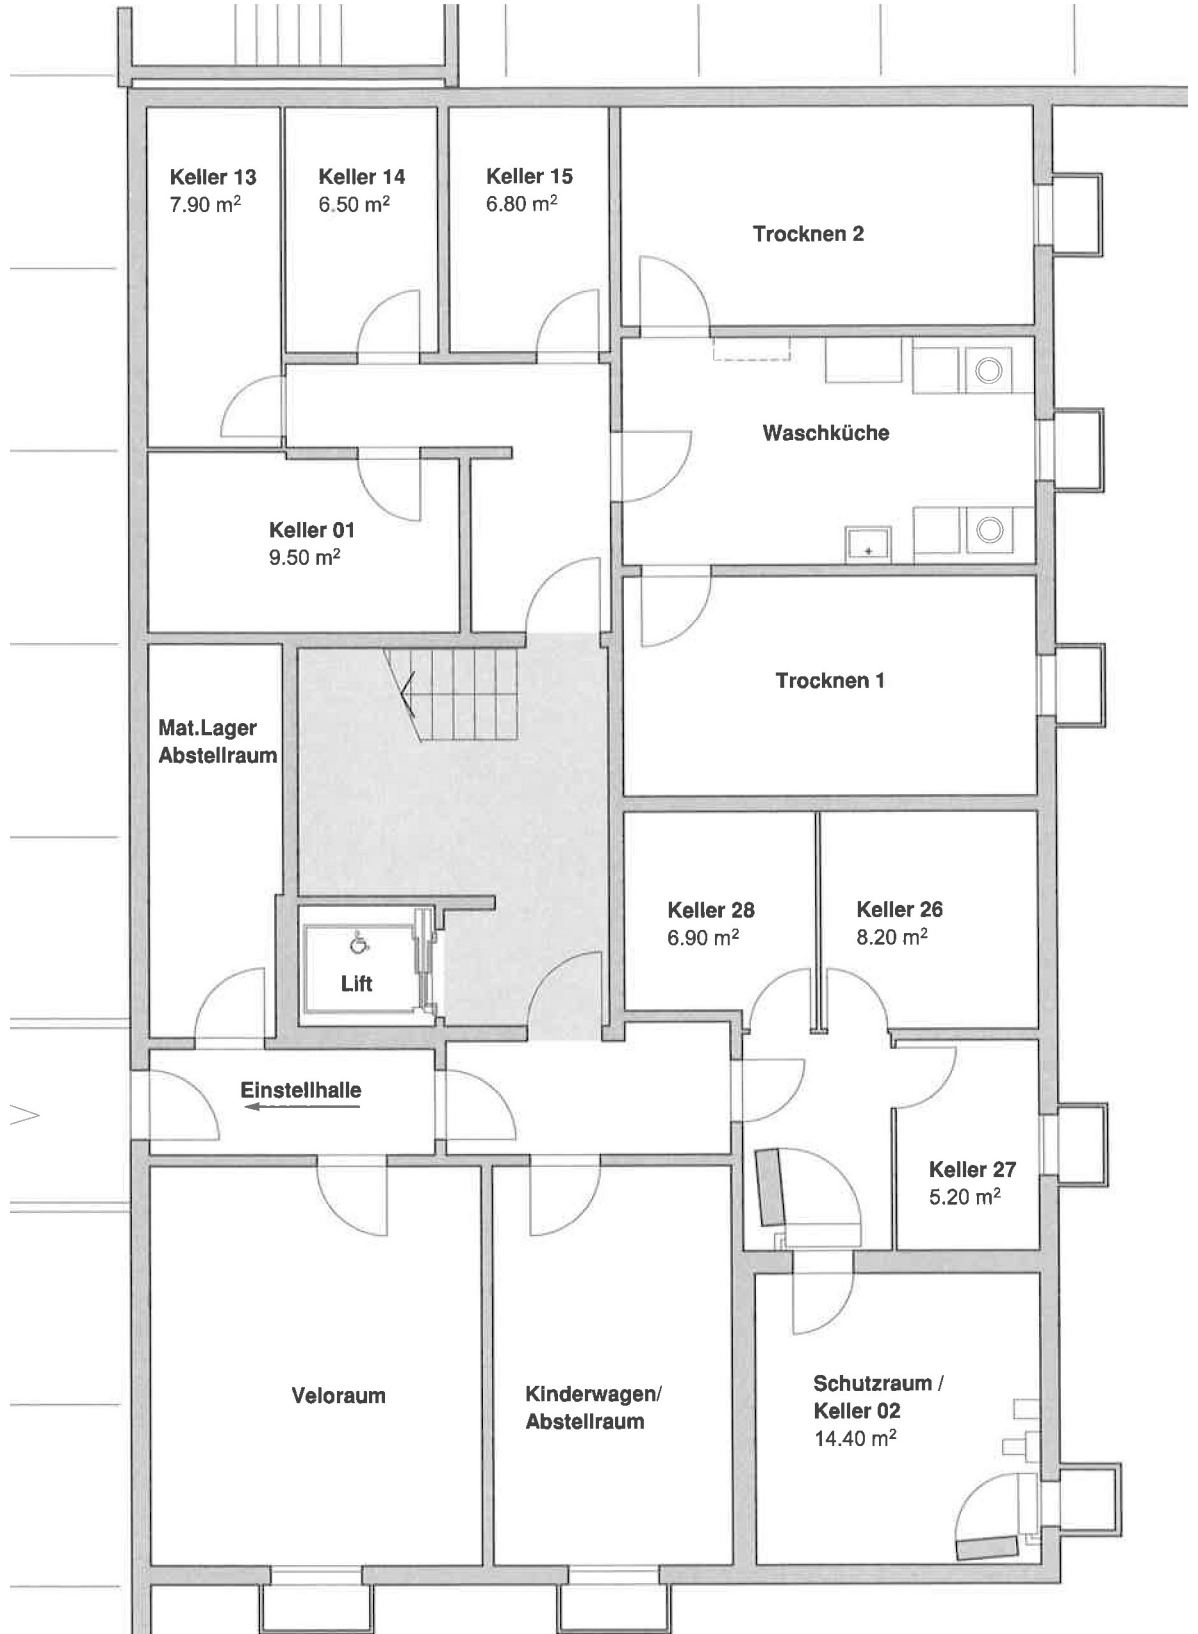 Keller 13
7.90 m²
Keller 14
6.50 m²
Keller 15
6.80 m²
Trocknen 2
Waschküche
Keller 01
9.50 m²
Trocknen 1
Mat.Lager
Abstellraum
Keller 28
6.90 m²
Keller 26
8.20 m²
Lift
Einstellhalle
Keller 27
5.20 m²
Veloraum
Kinderwagen/
Abstellraum
Schutzraum /
Keller 02
14.40 m²